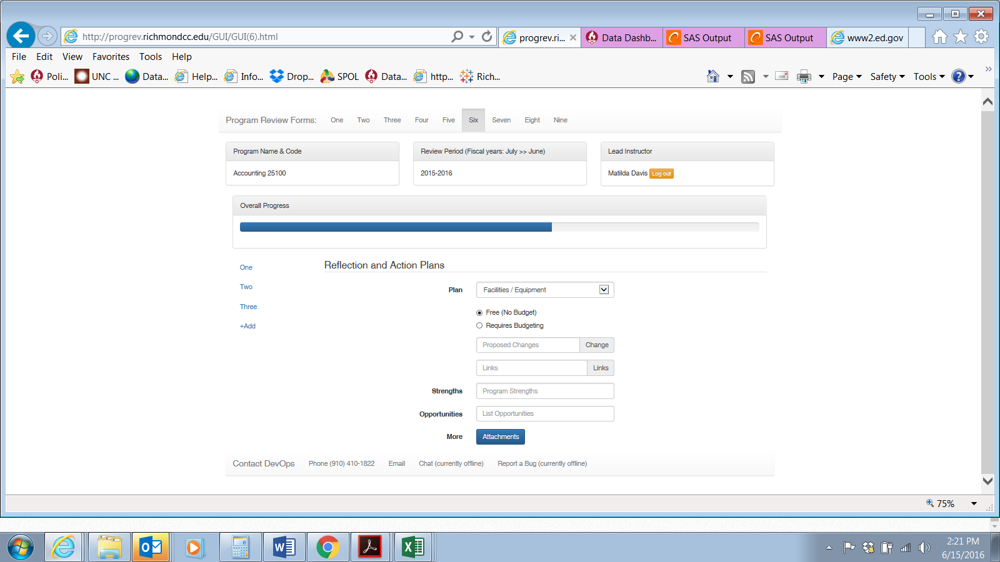 http://progrev.richmondcc.edu/GUI/GUI(6).html
progrev.ri...
Data Dashb...
SAS Output
SAS Output
www2.ed.gov
File Edit View Favorites Tools Help
Poli... UNC ... Data... Help... Info... Drop... SPOL Data... http... Rich...
Page Safety Tools
Program Review Forms: One Two Three Four Five Six Seven Eight Nine
Program Name & Code
Accounting 25100
Review Period (Fiscal years: July >> June)
2015-2016
Lead Instructor
Matilda Davis Log out
Overall Progress
One
Two
Three
+Add
Reflection and Action Plans
Plan Facilities / Equipment
Free (No Budget)
Requires Budgeting
Proposed Changes Change
Links Links
Strengths Program Strengths
Opportunities List Opportunities
More Attachments
Contact DevOps Phone (910) 410-1822 Email Chat (currently offline) Report a Bug (currently offline)
75%
2:21 PM
6/15/2016